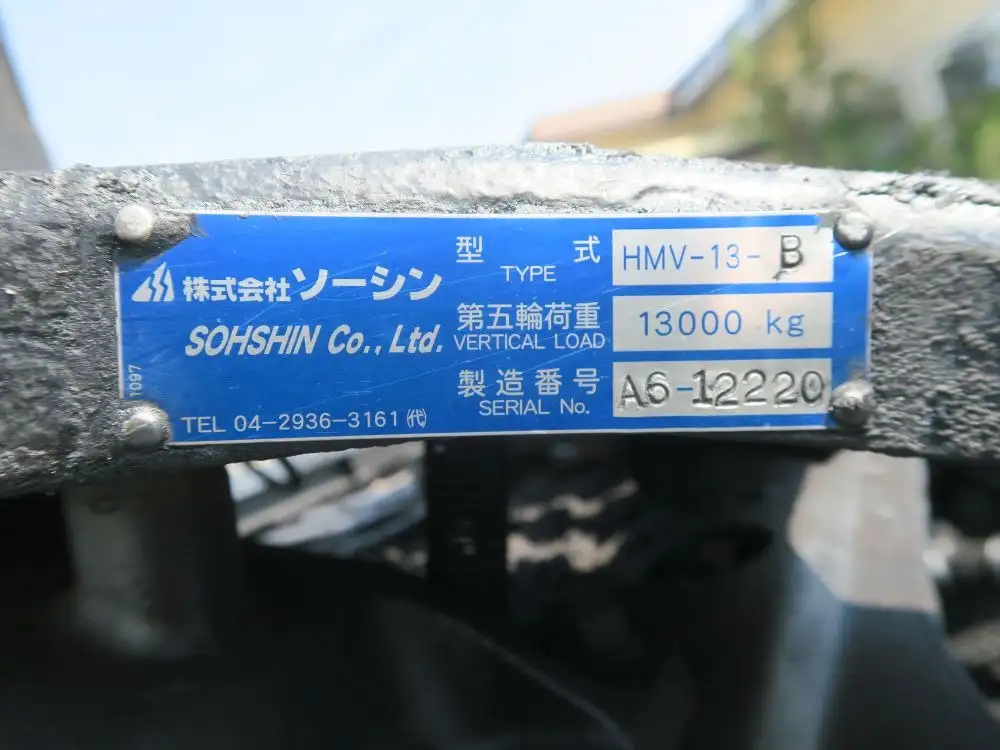 株式会社ソーシン
SOHSHIN Co., Ltd.
1097
TEL 04-2936-3161 ㈹
型式 HMV-13-B
TYPE
第五輪荷重 13000 kg
VERTICAL LOAD
製造番号 A6-12220
SERIAL No.